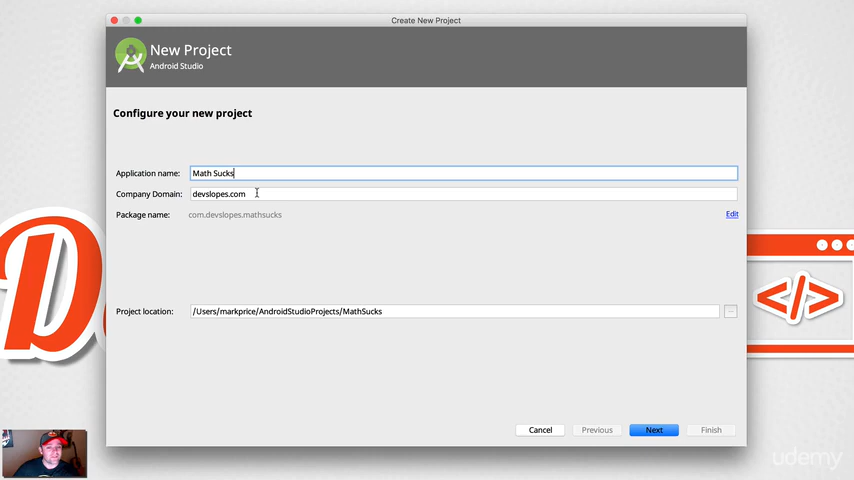 Create New Project
New Project
Android Studio
Configure your new project
Application name: Math Sucks
Company Domain: devslopes.com
Package name: com.devslopes.mathsucks Edit
Project location: /Users/markprice/AndroidStudioProjects/MathSucks ...
Cancel Previous Next Finish
D
</>
udemy